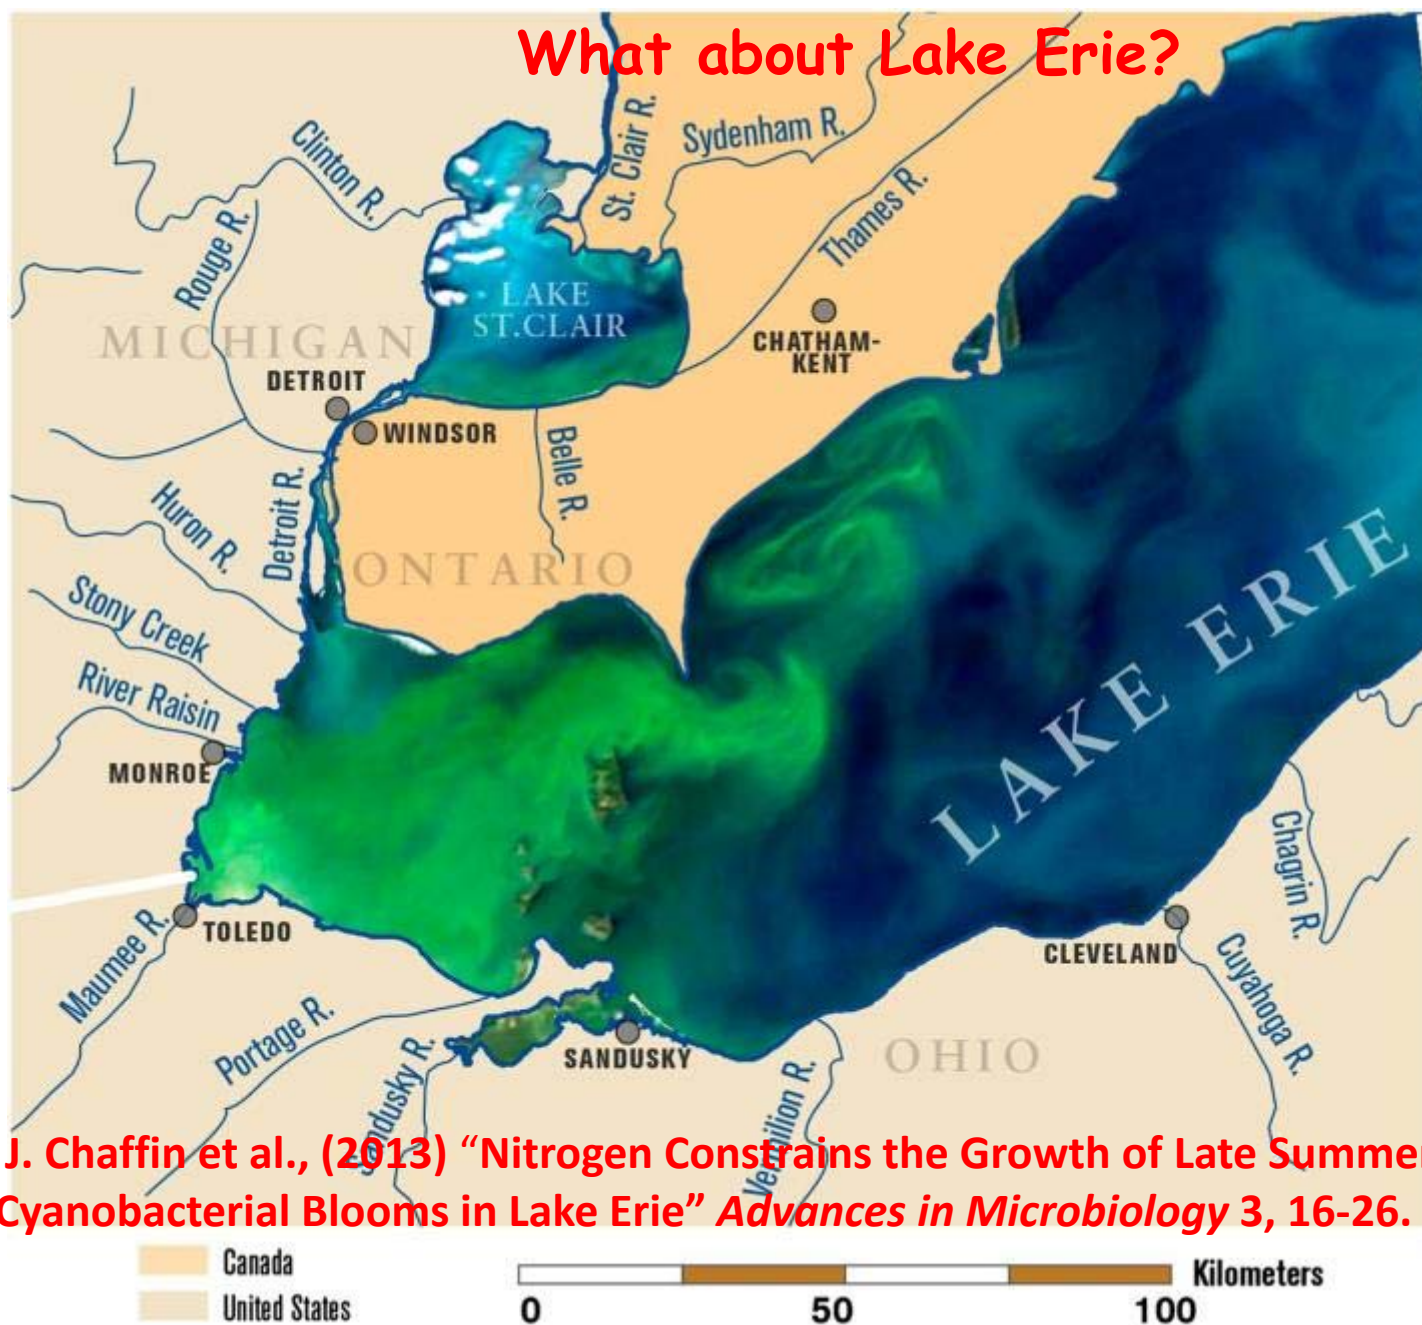 What about Lake Erie?
Clinton R.
St. Clair R.
Sydenham R.
Rouge R.
Thames R.
LAKE
ST.CLAIR
MICHIGAN
CHATHAM-
KENT
DETROIT
WINDSOR
Belle R.
Detroit R.
Huron R.
ONTARIO
Stony Creek
River Raisin
MONROE
LAKE ERIE
TOLEDO
Maumee R.
Portage R.
Sandusky R.
SANDUSKY
Vermilion R.
OHIO
CLEVELAND
Chagrin R.
Cuyahoga R.
J. Chaffin et al., (2013) “Nitrogen Constrains the Growth of Late Summer
Cyanobacterial Blooms in Lake Erie” Advances in Microbiology 3, 16-26.
Canada
United States
Kilometers
0 50 100